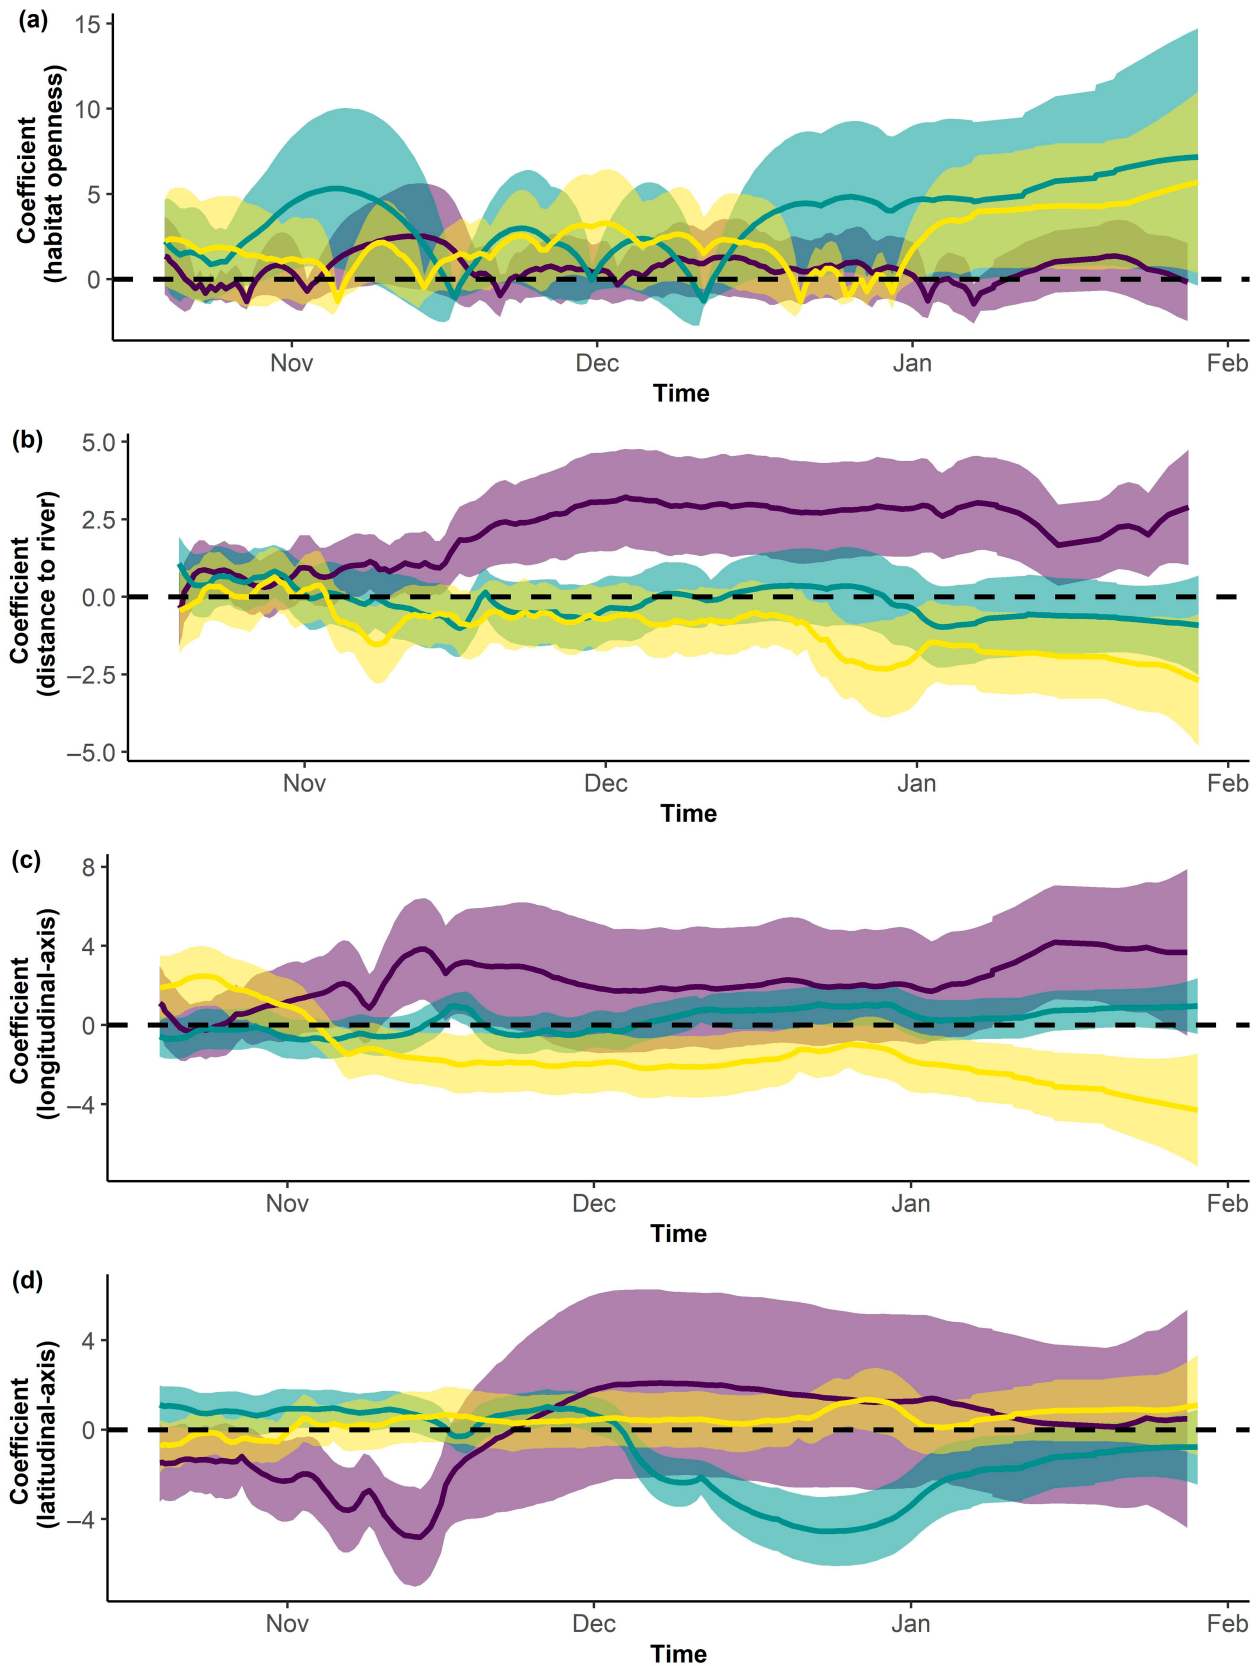 (a)
15
10
5
0
Coefficient
(habitat openness)
Nov Dec Jan Feb
Time
(b)
5.0
2.5
0.0
−2.5
−5.0
Coefficient
(distance to river)
Nov Dec Jan Feb
Time
(c)
8
4
0
−4
Coefficient
(longitudinal-axis)
Nov Dec Jan Feb
Time
(d)
4
0
−4
Coefficient
(latitudinal-axis)
Nov Dec Jan Feb
Time